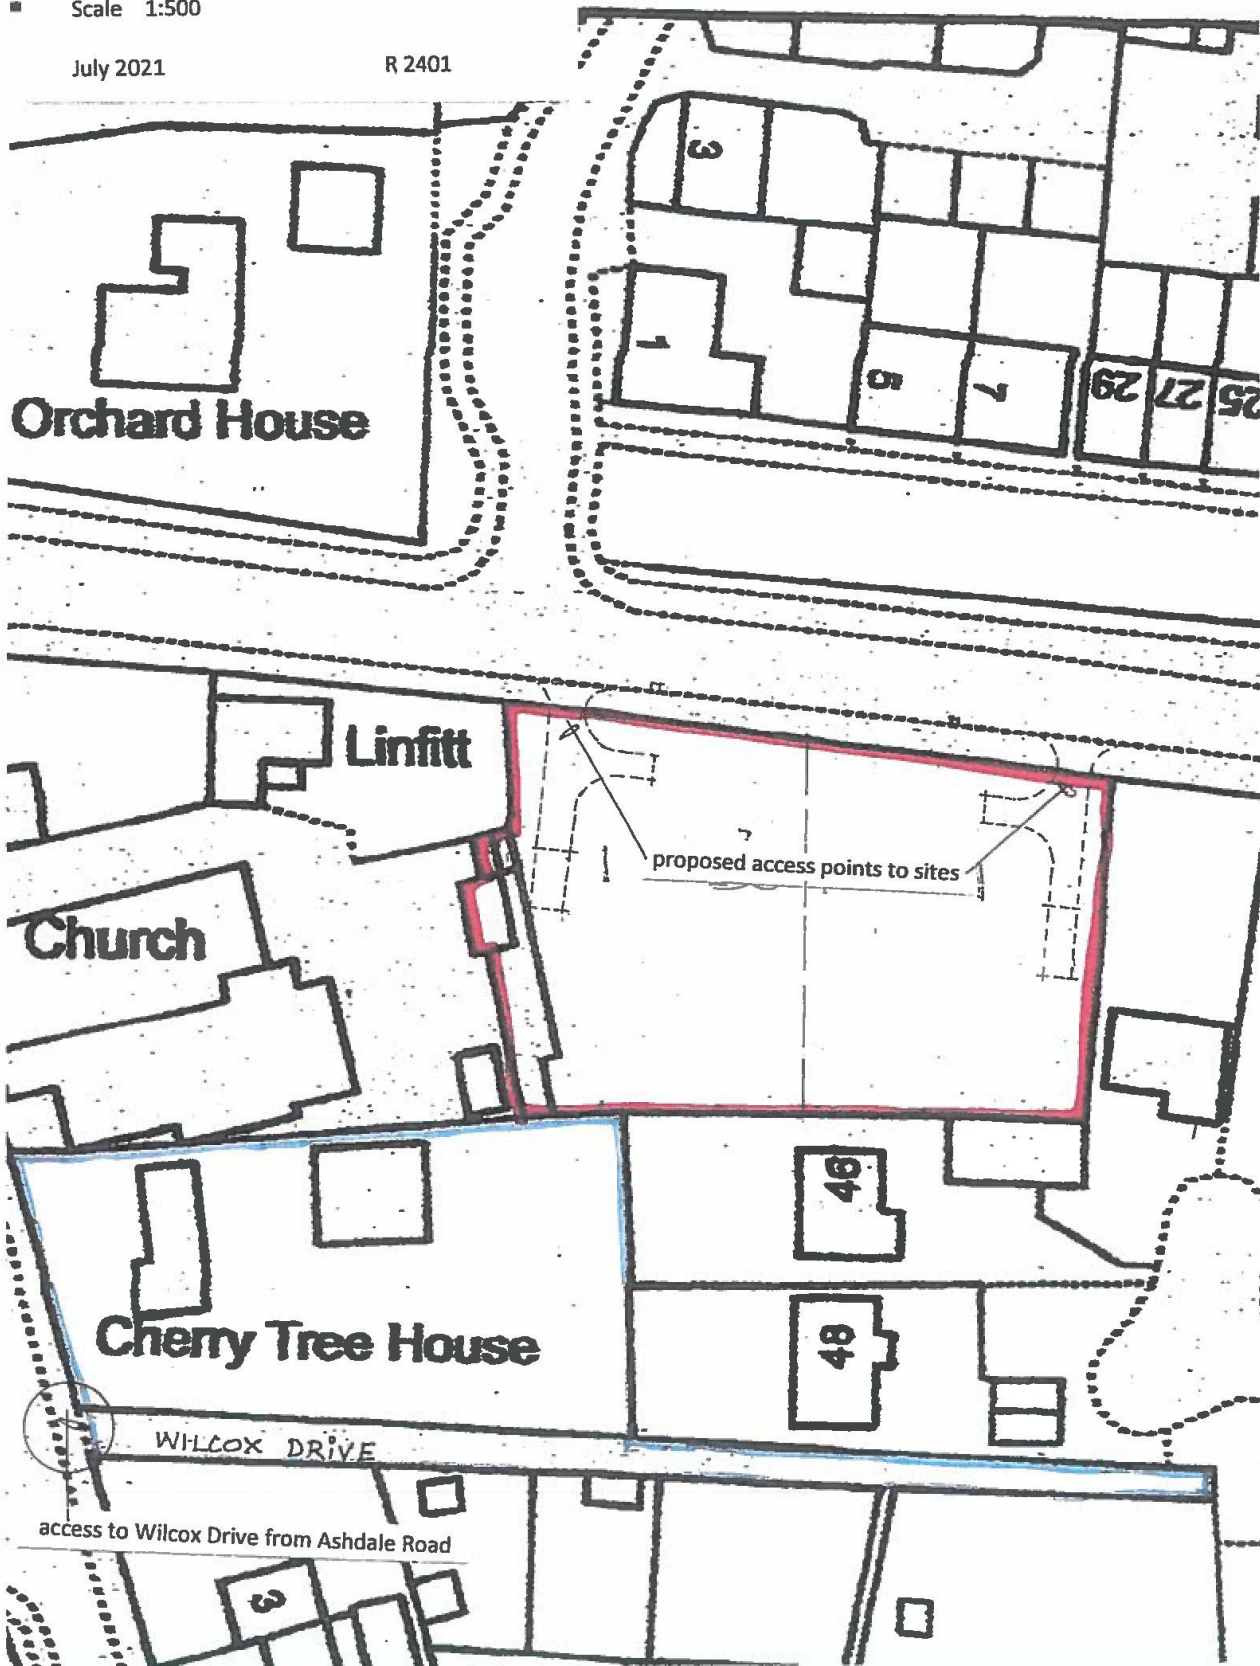 Scale 1:500
July 2021
R 2401
3
1
5
7
29
27
25
Orchard House
Linfitt
proposed access points to sites
Church
46
Cherry Tree House
48
WILCOX DRIVE
access to Wilcox Drive from Ashdale Road
3